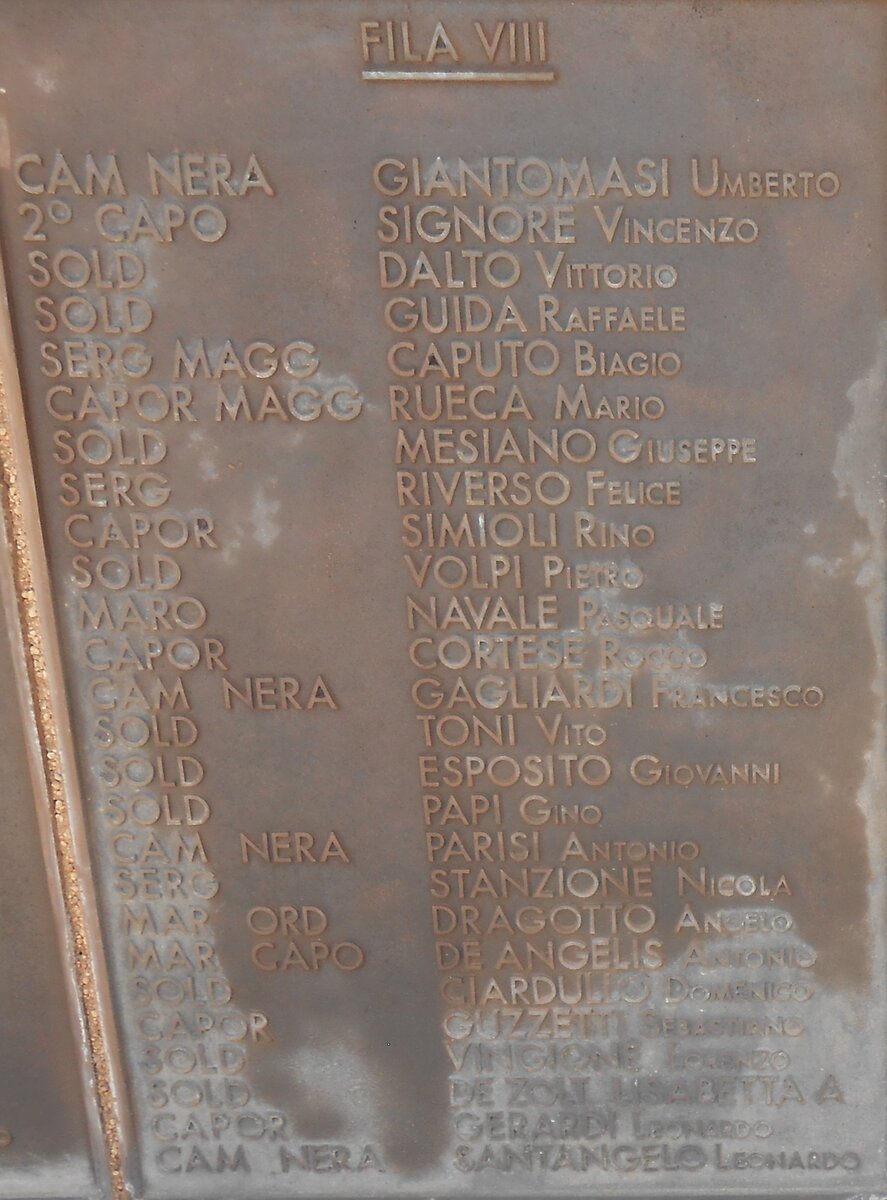 FILA VIII
CAM NERA GIANTOMASI UMBERTO
2° CAPO SIGNORE VINCENZO
SOLD DALTO VITTORIO
SOLD GUIDA RAFFAELE
SERG MAGG CAPUTO BIAGIO
CAPOR MAGG RUECA MARIO
SOLD MESIANO GIUSEPPE
SERG RIVERSO FELICE
CAPOR SIMIOLI RINO
SOLD VOLPI PIETRO
MARO NAVALE PASQUALE
CAPOR CORTESE ROCCO
CAM NERA GAGLIARDI FRANCESCO
SOLD TONI VITO
SOLD ESPOSITO GIOVANNI
SOLD PAPI GINO
CAM NERA PARISI ANTONIO
SERG STANZIONE NICOLA
MAR ORD DRAGOTTO ANGELO
MAR CAPO DE ANGELIS ANTONIO
SOLD CIARDULLO DOMENICO
CAPOR GUZZETTI SEBASTIANO
SOLD VINGIONE LORENZO
SOLD DE ZOLT LISABETTA A
CAPOR GERARDI LEONARDO
CAM NERA SANTANGELO LEONARDO